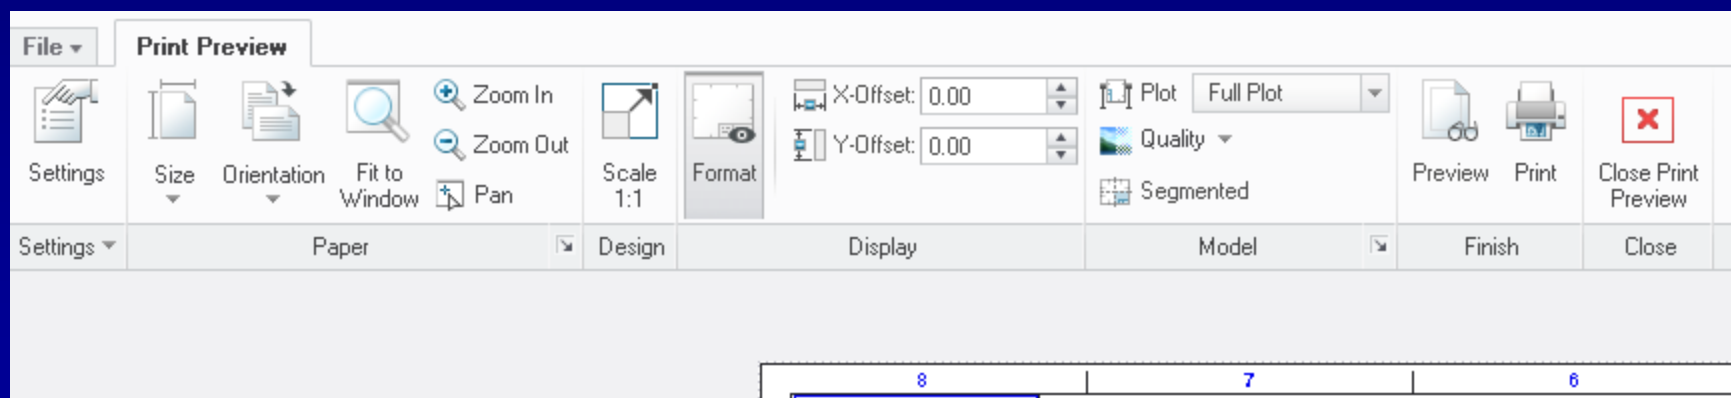 File
Print Preview
Settings
Size
Orientation
Fit to
Window
Zoom In
Zoom Out
Pan
Scale
1:1
Format
X-Offset: 0.00
Y-Offset: 0.00
Plot Full Plot
Quality
Segmented
Preview
Print
Close Print
Preview
Settings
Paper
Design
Display
Model
Finish
Close
8 7 6